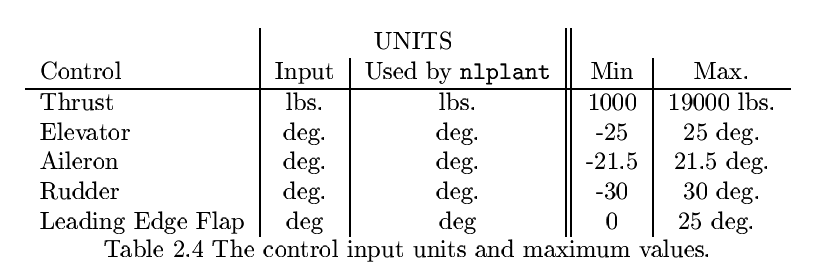 UNITS
Control Input Used by nlplant Min Max.
Thrust lbs. lbs. 1000 19000 lbs.
Elevator deg. deg. -25 25 deg.
Aileron deg. deg. -21.5 21.5 deg.
Rudder deg. deg. -30 30 deg.
Leading Edge Flap deg deg 0 25 deg.
Table 2.4 The control input units and maximum values.